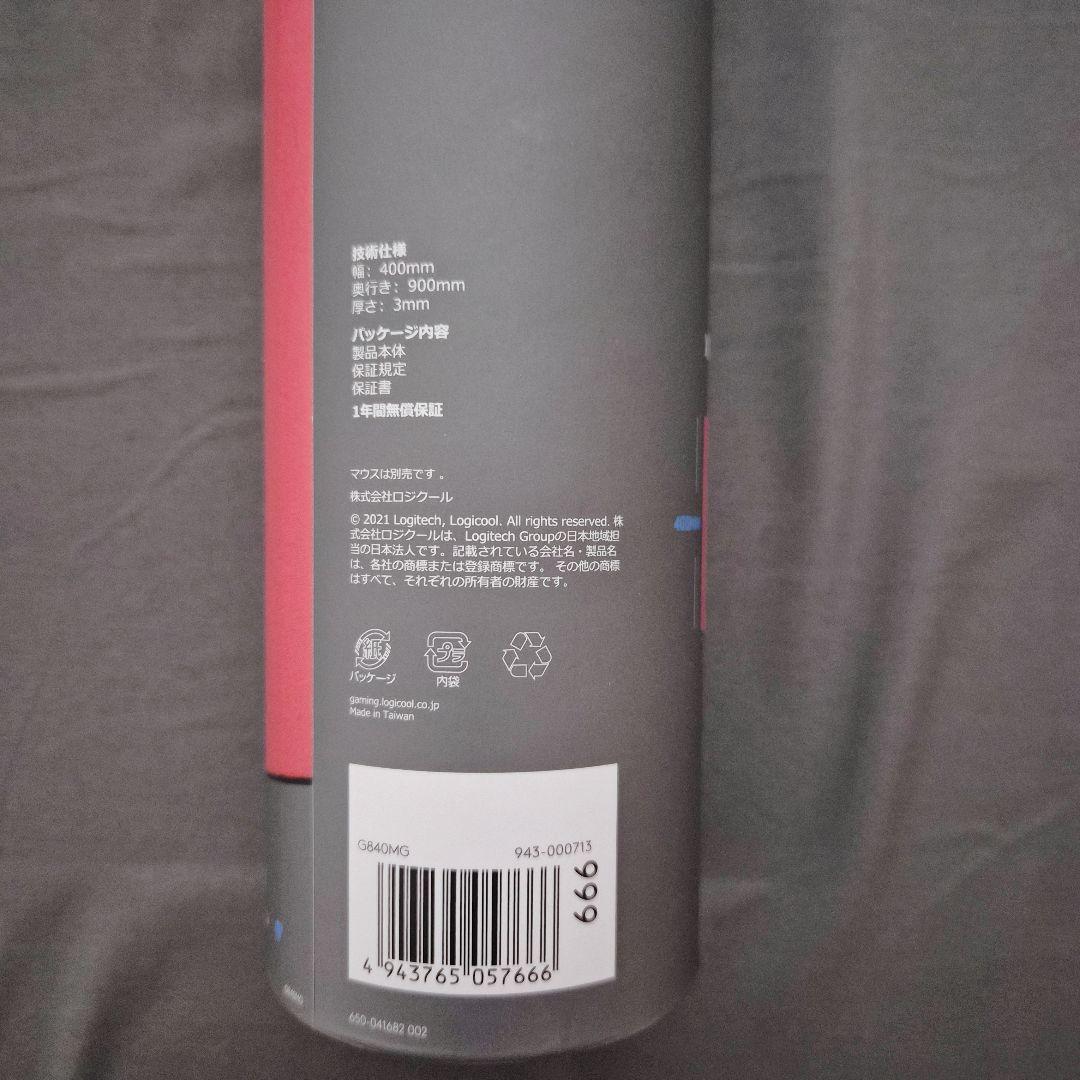 技術仕様
幅：400mm
奥行き：900mm
厚さ：3mm
パッケージ内容
製品本体
保証規定
保証書
1年間無償保証
マウスは別売です 。
株式会社ロジクール
© 2021 Logitech, Logicool. All rights reserved. 株
式会社ロジクールは、Logitech Groupの日本地域担
当の日本法人です。記載されている会社名・製品名
は、各社の商標または登録商標です。 その他の商標
はすべて、それぞれの所有者の財産です。
紙
パッケージ
プラ
内袋
gaming.logicool.co.jp
Made in Taiwan
G840MG
943-000713
999
4 943765 057666
650-041682 002